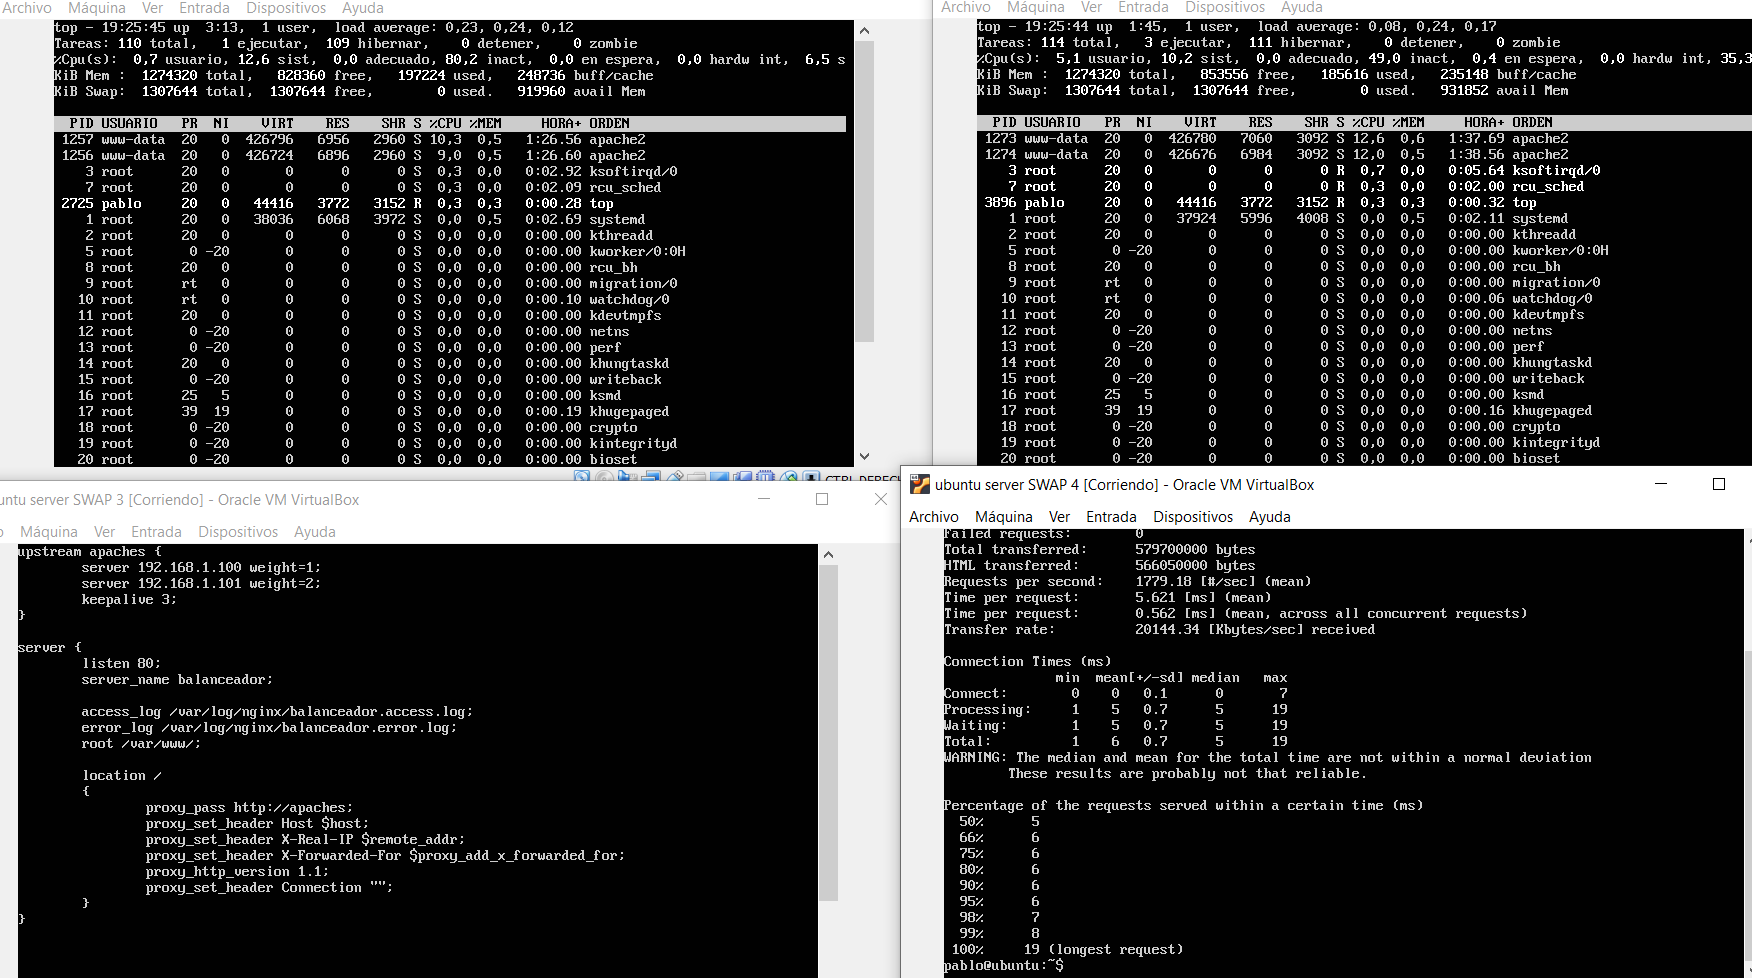 Archivo Máquina Ver Entrada Dispositivos Ayuda
top - 19:25:45 up  3:13,  1 user,  load average: 0,23, 0,24, 0,12
Tareas: 110 total,   1 ejecutar, 109 hibernar,   0 detener,   0 zombie
%Cpu(s):  0,7 usuario, 12,6 sist,  0,0 adecuado, 80,2 inact,  0,0 en espera,  0,0 hardw int,  6,5 s
KiB Mem :  1274320 total,   828360 free,   197224 used,   248736 buff/cache
KiB Swap:  1307644 total,  1307644 free,        0 used.   919960 avail Mem
PID USUARIO   PR  NI    VIRT    RES    SHR S %CPU %MEM     HORA+ ORDEN
1257 www-data  20   0  426796   6956   2960 S 10,3  0,5   1:26.56 apache2
1256 www-data  20   0  426724   6896   2960 S  9,0  0,5   1:26.60 apache2
3 root      20   0       0      0      0 S  0,3  0,0   0:02.92 ksoftirqd/0
7 root      20   0       0      0      0 S  0,3  0,0   0:02.09 rcu_sched
2725 pablo     20   0   44416   3772   3152 R  0,3  0,3   0:00.28 top
1 root      20   0   38036   6068   3972 S  0,0  0,5   0:02.69 systemd
2 root      20   0       0      0      0 S  0,0  0,0   0:00.00 kthreadd
5 root       0 -20       0      0      0 S  0,0  0,0   0:00.00 kworker/0:0H
8 root      20   0       0      0      0 S  0,0  0,0   0:00.00 rcu_bh
9 root      rt   0       0      0      0 S  0,0  0,0   0:00.00 migration/0
10 root      rt   0       0      0      0 S  0,0  0,0   0:00.10 watchdog/0
11 root      20   0       0      0      0 S  0,0  0,0   0:00.00 kdevtmpfs
12 root       0 -20       0      0      0 S  0,0  0,0   0:00.00 netns
13 root       0 -20       0      0      0 S  0,0  0,0   0:00.00 perf
14 root      20   0       0      0      0 S  0,0  0,0   0:00.00 khungtaskd
15 root       0 -20       0      0      0 S  0,0  0,0   0:00.00 writeback
16 root      25   5       0      0      0 S  0,0  0,0   0:00.00 ksmd
17 root      39  19       0      0      0 S  0,0  0,0   0:00.19 khugepaged
18 root       0 -20       0      0      0 S  0,0  0,0   0:00.00 crypto
19 root       0 -20       0      0      0 S  0,0  0,0   0:00.00 kintegrityd
20 root       0 -20       0      0      0 S  0,0  0,0   0:00.00 bioset
Archivo Máquina Ver Entrada Dispositivos Ayuda
top - 19:25:44 up  1:45,  1 user,  load average: 0,08, 0,24, 0,17
Tareas: 114 total,   3 ejecutar, 111 hibernar,   0 detener,   0 zombie
%Cpu(s):  5,1 usuario, 10,2 sist,  0,0 adecuado, 49,0 inact,  0,4 en espera,  0,0 hardw int, 35,3
KiB Mem :  1274320 total,   853556 free,   185616 used,   235148 buff/cache
KiB Swap:  1307644 total,  1307644 free,        0 used.   931852 avail Mem
PID USUARIO   PR  NI    VIRT    RES    SHR S %CPU %MEM     HORA+ ORDEN
1273 www-data  20   0  426780   7060   3092 S 12,6  0,6   1:37.69 apache2
1274 www-data  20   0  426676   6984   3092 S 12,0  0,5   1:38.56 apache2
3 root      20   0       0      0      0 R  0,7  0,0   0:05.64 ksoftirqd/0
7 root      20   0       0      0      0 R  0,3  0,0   0:02.00 rcu_sched
3896 pablo     20   0   44416   3772   3152 R  0,3  0,3   0:00.32 top
1 root      20   0   37924   5996   4008 S  0,0  0,5   0:02.11 systemd
2 root      20   0       0      0      0 S  0,0  0,0   0:00.00 kthreadd
5 root       0 -20       0      0      0 S  0,0  0,0   0:00.00 kworker/0:0H
8 root      20   0       0      0      0 S  0,0  0,0   0:00.00 rcu_bh
9 root      rt   0       0      0      0 S  0,0  0,0   0:00.00 migration/0
10 root      rt   0       0      0      0 S  0,0  0,0   0:00.06 watchdog/0
11 root      20   0       0      0      0 S  0,0  0,0   0:00.00 kdevtmpfs
12 root       0 -20       0      0      0 S  0,0  0,0   0:00.00 netns
13 root       0 -20       0      0      0 S  0,0  0,0   0:00.00 perf
14 root      20   0       0      0      0 S  0,0  0,0   0:00.00 khungtaskd
15 root       0 -20       0      0      0 S  0,0  0,0   0:00.00 writeback
16 root      25   5       0      0      0 S  0,0  0,0   0:00.00 ksmd
17 root      39  19       0      0      0 S  0,0  0,0   0:00.16 khugepaged
18 root       0 -20       0      0      0 S  0,0  0,0   0:00.00 crypto
19 root       0 -20       0      0      0 S  0,0  0,0   0:00.00 kintegrityd
20 root       0 -20       0      0      0 S  0,0  0,0   0:00.00 bioset
CTRL DERECH
untu server SWAP 3 [Corriendo] - Oracle VM VirtualBox
o Máquina Ver Entrada Dispositivos Ayuda
upstream apaches {
server 192.168.1.100 weight=1;
server 192.168.1.101 weight=2;
keepalive 3;
}
server {
listen 80;
server_name balanceador;
access_log /var/log/nginx/balanceador.access.log;
error_log /var/log/nginx/balanceador.error.log;
root /var/www/;
location /
{
proxy_pass http://apaches;
proxy_set_header Host $host;
proxy_set_header X-Real-IP $remote_addr;
proxy_set_header X-Forwarded-For $proxy_add_x_forwarded_for;
proxy_http_version 1.1;
proxy_set_header Connection "";
}
}
ubuntu server SWAP 4 [Corriendo] - Oracle VM VirtualBox
Archivo Máquina Ver Entrada Dispositivos Ayuda
Failed requests:        0
Total transferred:      579700000 bytes
HTML transferred:       566050000 bytes
Requests per second:    1779.18 [#/sec] (mean)
Time per request:       5.621 [ms] (mean)
Time per request:       0.562 [ms] (mean, across all concurrent requests)
Transfer rate:          20144.34 [Kbytes/sec] received
Connection Times (ms)
min  mean[+/-sd] median   max
Connect:        0    0   0.1      0       7
Processing:     1    5   0.7      5      19
Waiting:        1    5   0.7      5      19
Total:          1    6   0.7      5      19
WARNING: The median and mean for the total time are not within a normal deviation
These results are probably not that reliable.
Percentage of the requests served within a certain time (ms)
50%      5
66%      6
75%      6
80%      6
90%      6
95%      6
98%      7
99%      8
100%     19 (longest request)
pablo@ubuntu:~$